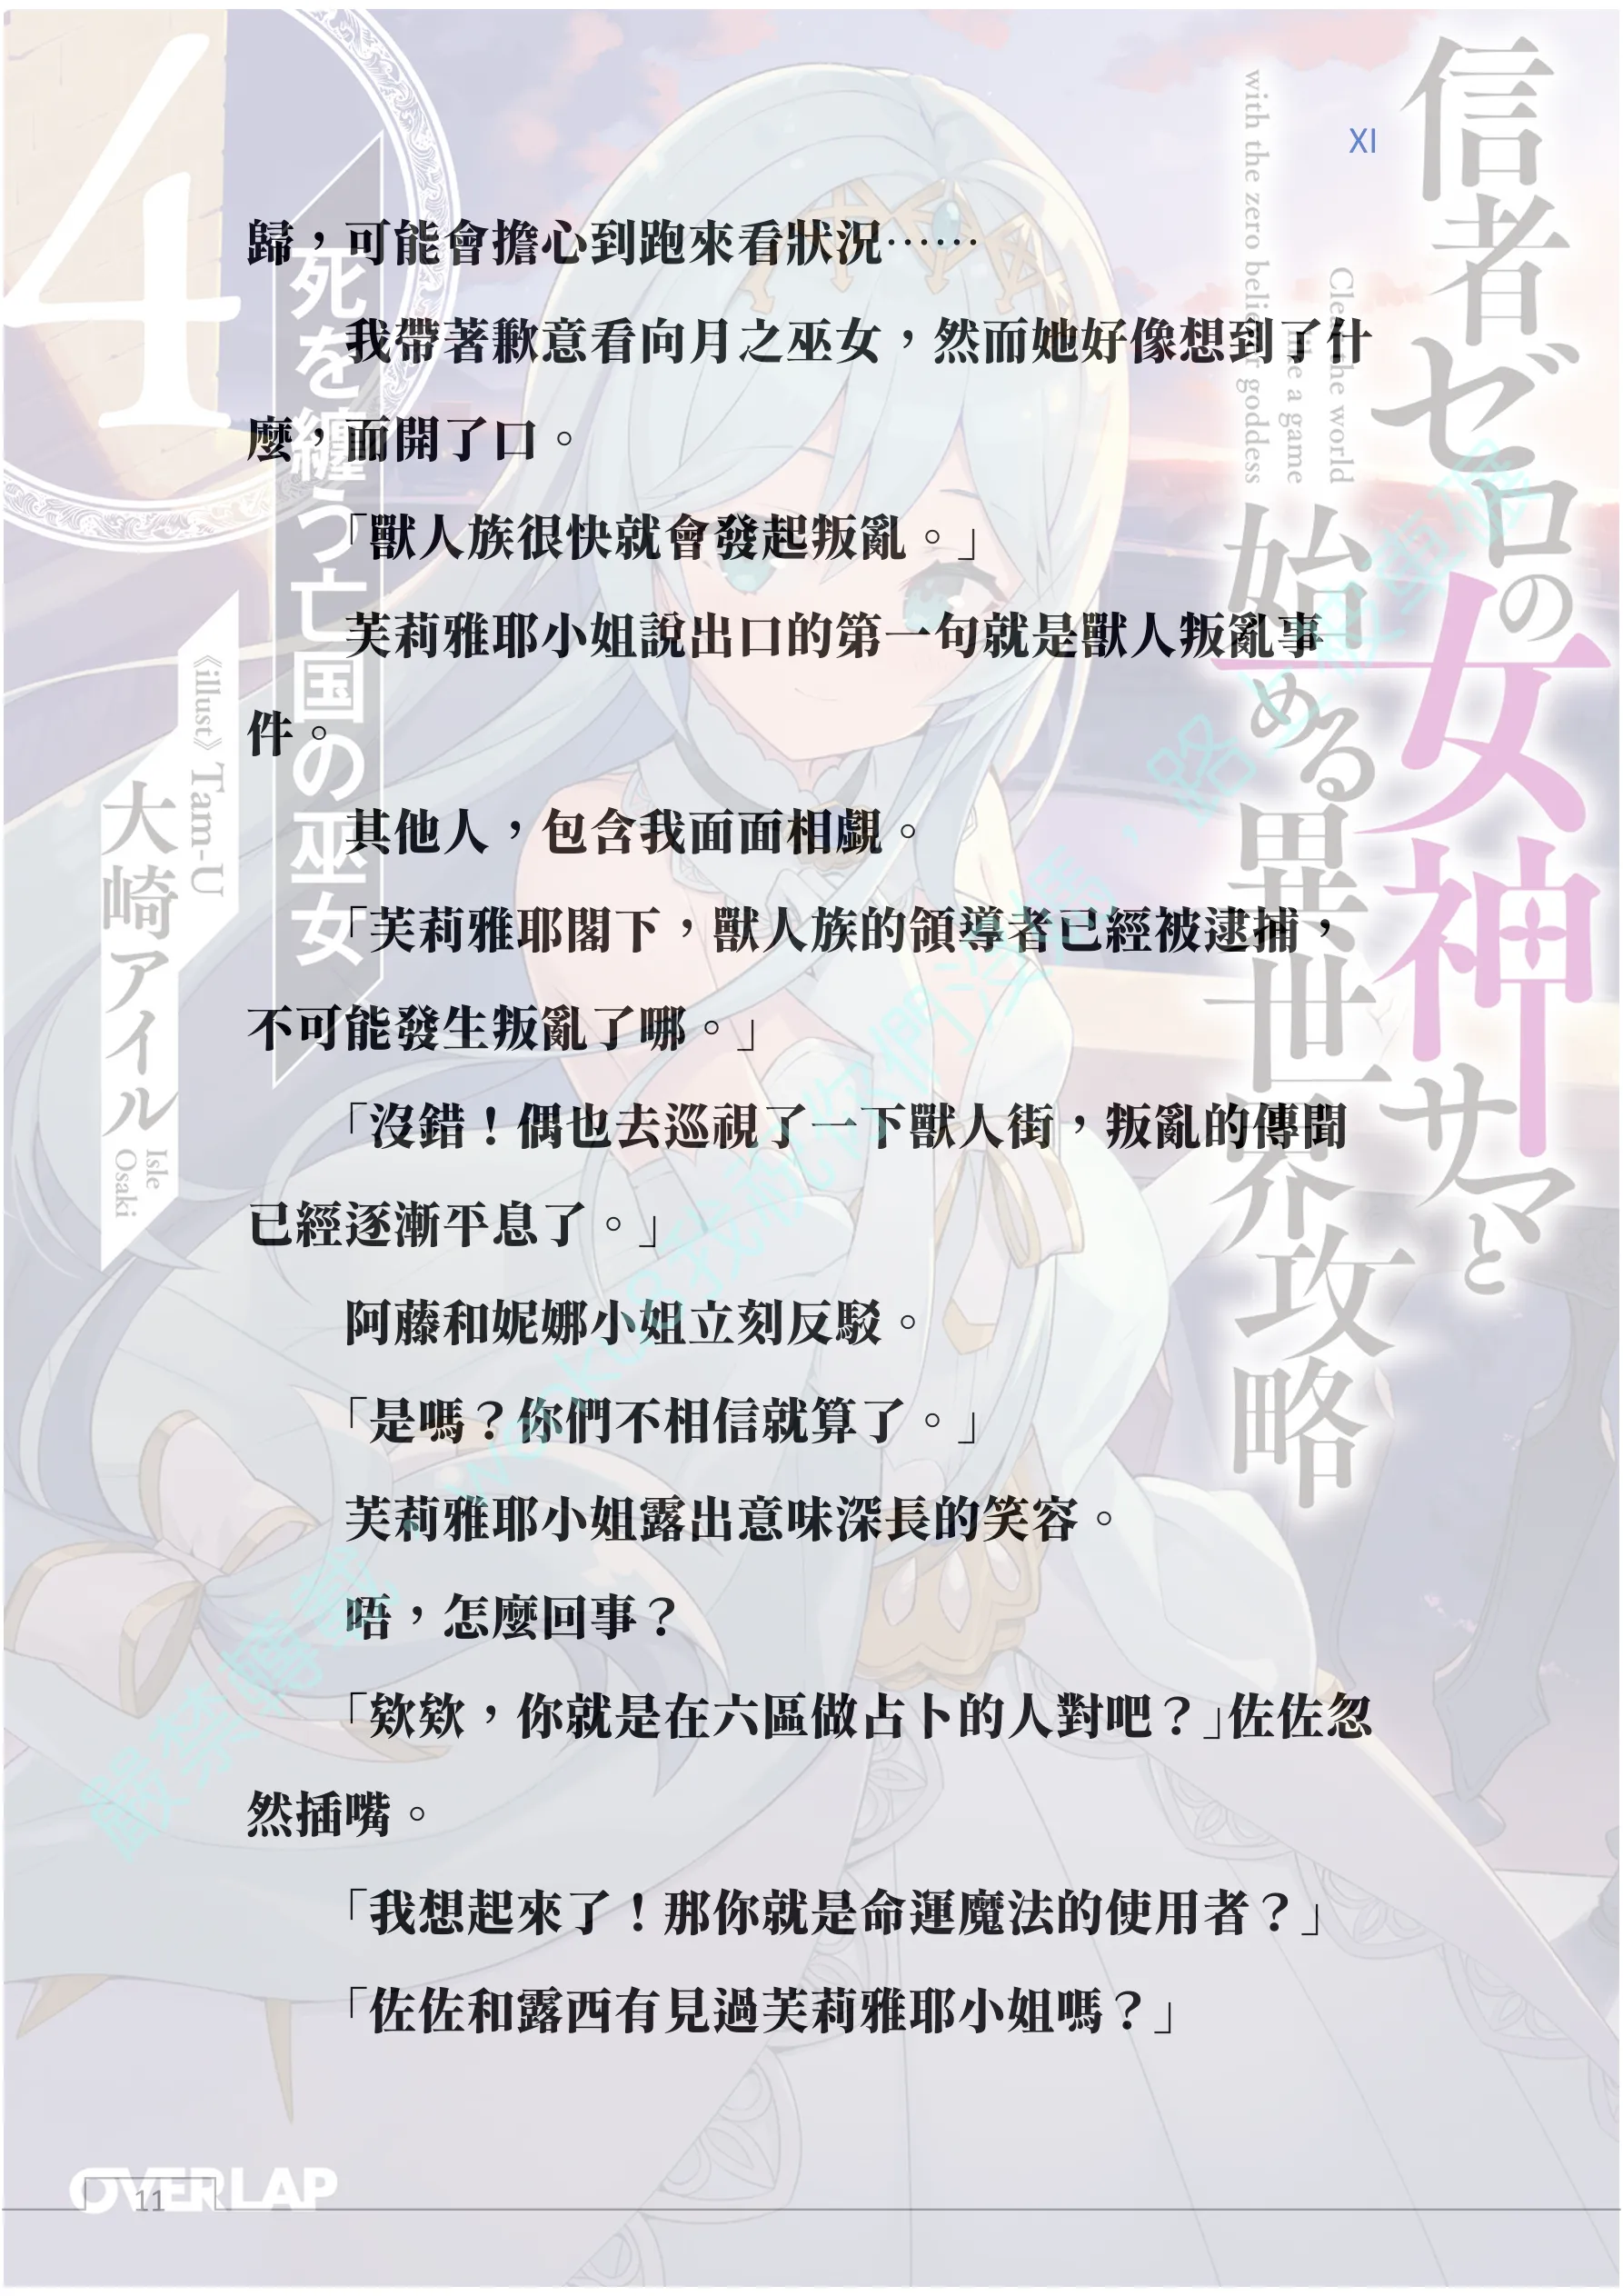 XI
歸，可能會擔心到跑來看狀況……
我帶著歉意看向月之巫女，然而她好像想到了什
麼，而開了口。
「獸人族很快就會發起叛亂。」
芙莉雅耶小姐說出口的第一句就是獸人叛亂事
件。
其他人，包含我面面相覷。
「芙莉雅耶閣下，獸人族的領導者已經被逮捕，
不可能發生叛亂了哪。」
「沒錯！偶也去巡視了一下獸人街，叛亂的傳聞
已經逐漸平息了。」
阿藤和妮娜小姐立刻反駁。
「是嗎？你們不相信就算了。」
芙莉雅耶小姐露出意味深長的笑容。
唔，怎麼回事？
「欸欸，你就是在六區做占卜的人對吧？」佐佐忽
然插嘴。
「我想起來了！那你就是命運魔法的使用者？」
「佐佐和露西有見過芙莉雅耶小姐嗎？」
信者ゼロの女神サマと
始める異世界攻略
Clear the world
like a game
with the zero believer goddess
4
死を纏う亡国の巫女
《illust》Tam-U
大崎アイル
Isle
Osaki
OVERLAP
11